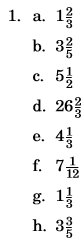 1. a. 1 2/3
b. 3 2/5
c. 5 1/2
d. 26 2/3
e. 4 1/3
f. 7 1/12
g. 1 1/3
h. 3 3/5